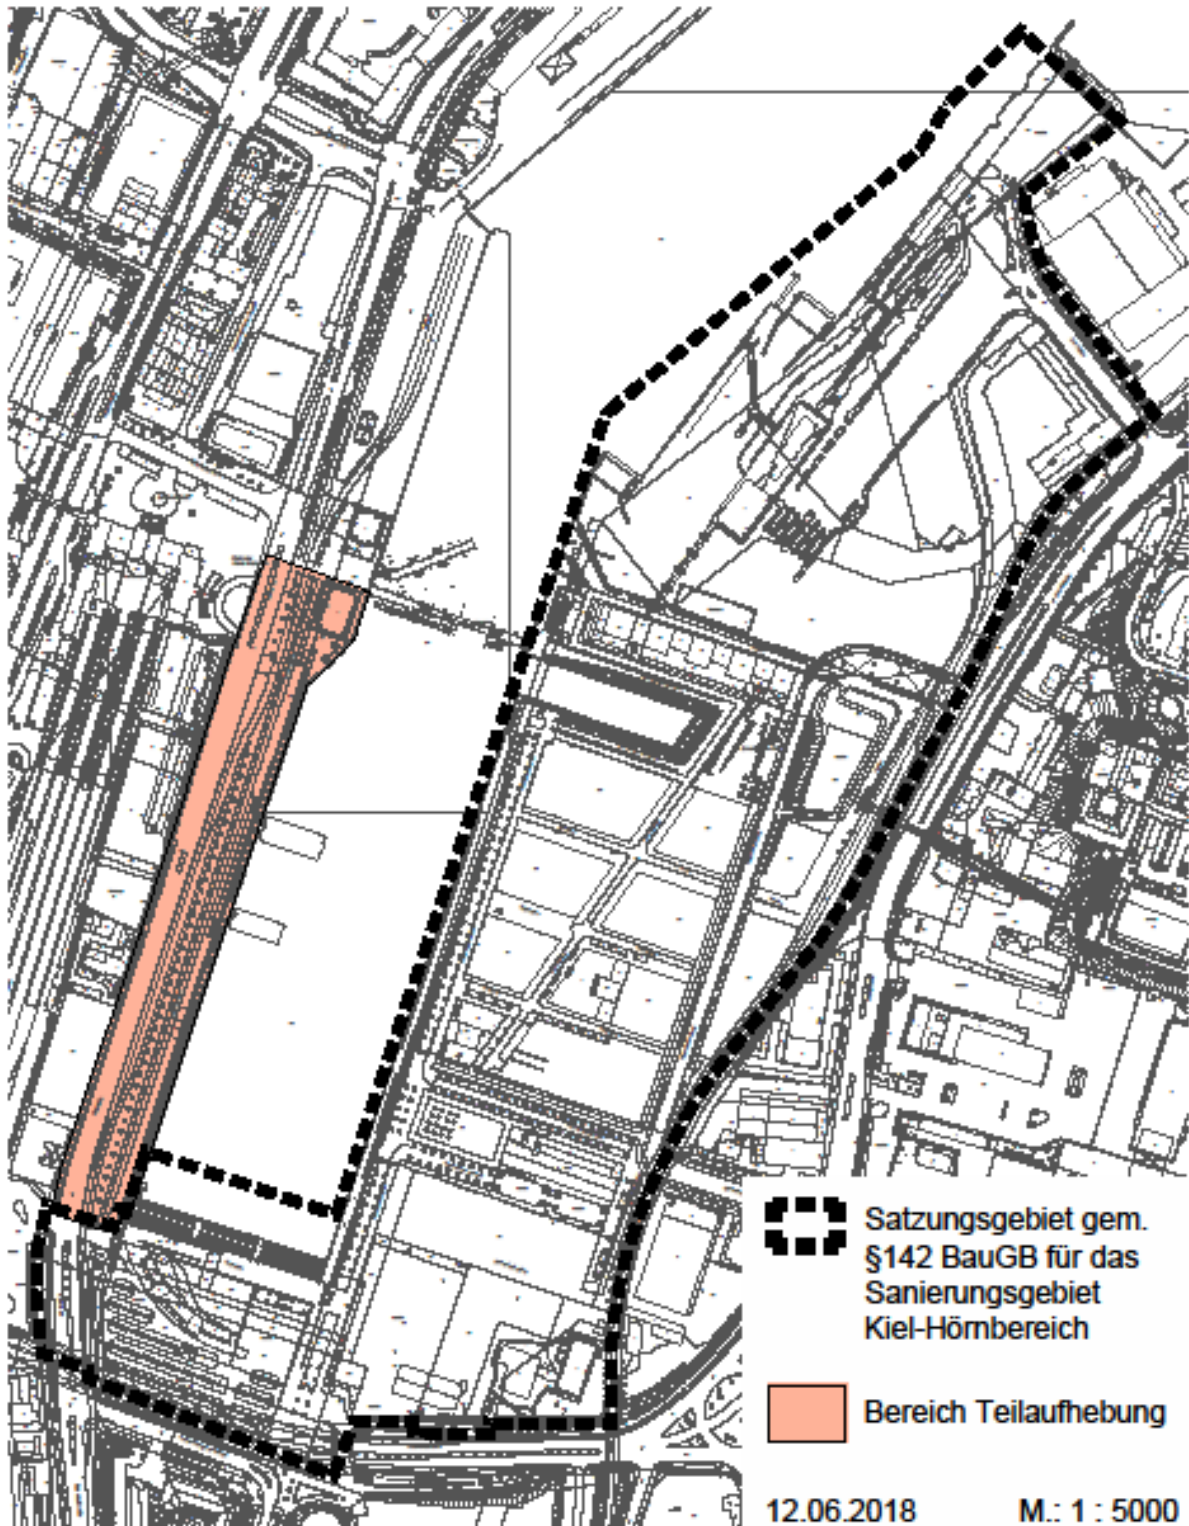 Satzungsgebiet gem.
§142 BauGB für das
Sanierungsgebiet
Kiel-Hörnbereich
Bereich Teilaufhebung
12.06.2018 M.: 1 : 5000